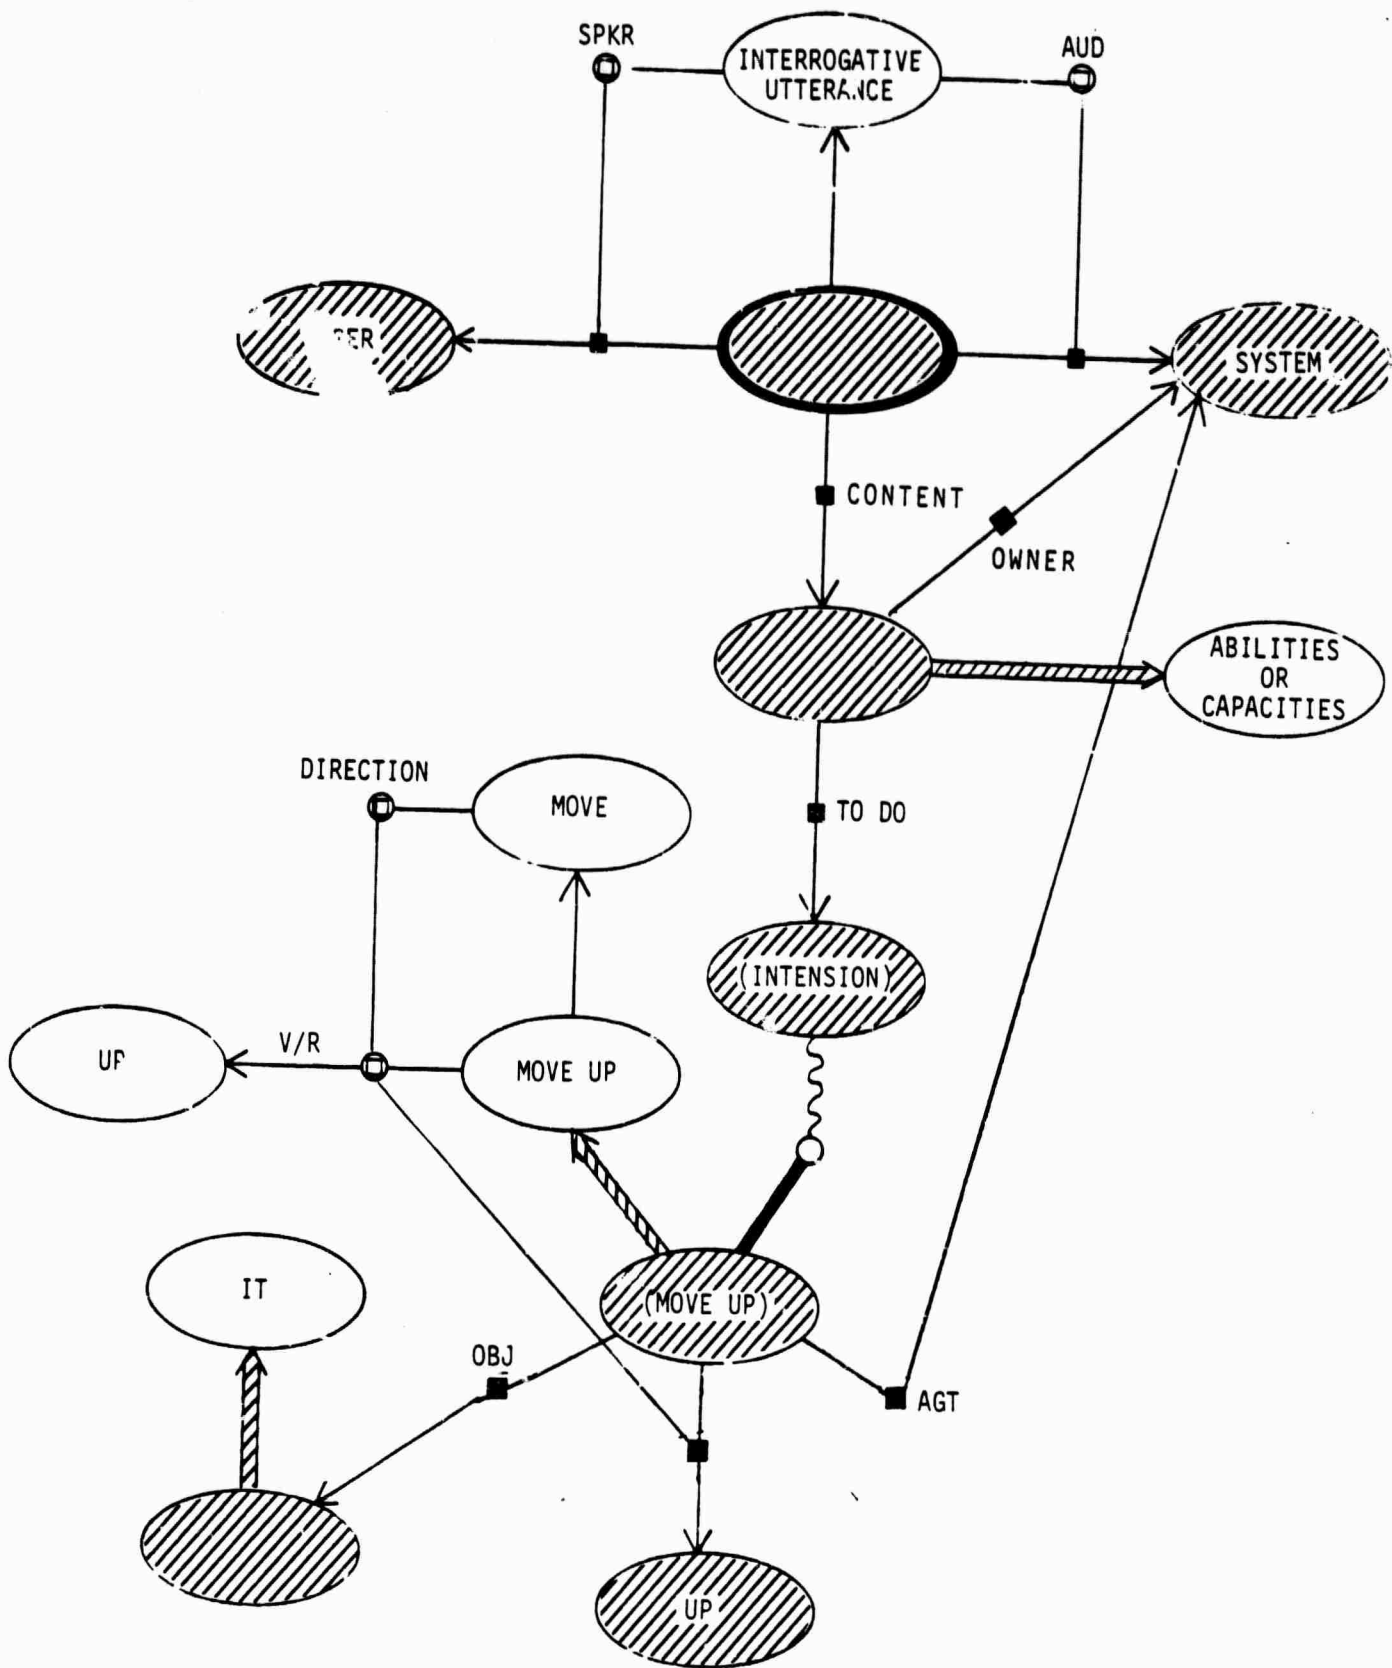 SPKR
INTERROGATIVE
UTTERANCE
AUD
SYSTEM
CONTENT
OWNER
ABILITIES
OR
CAPACITIES
DIRECTION
MOVE
TO DO
(INTENSION)
V/R
MOVE UP
IT
(MOVE UP)
OBJ
AGT
UP